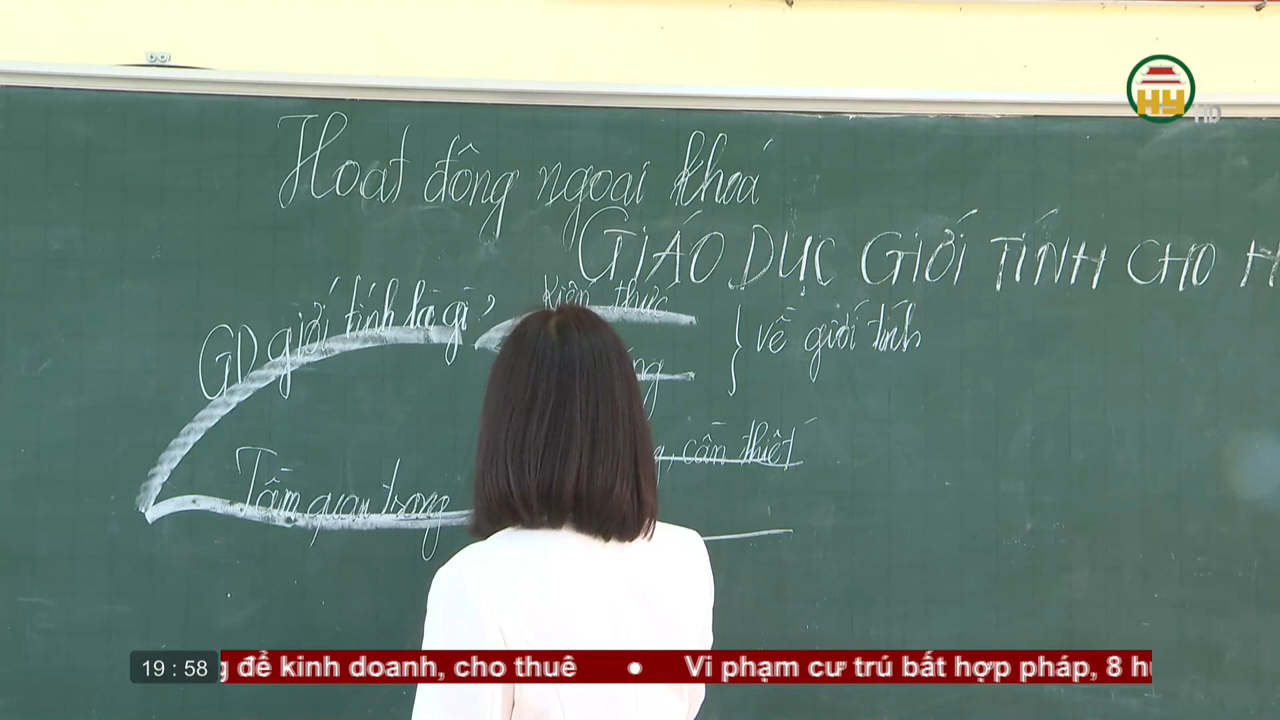 HY HD
Hoạt động ngoại khoá
GIÁO DỤC GIỚI TÍNH CHO H
GD giới tính là gì?
Kiến thức
về giới tính
cần thiết
Tầm quan trọng
19 : 58
g để kinh doanh, cho thuê • Vi phạm cư trú bất hợp pháp, 8